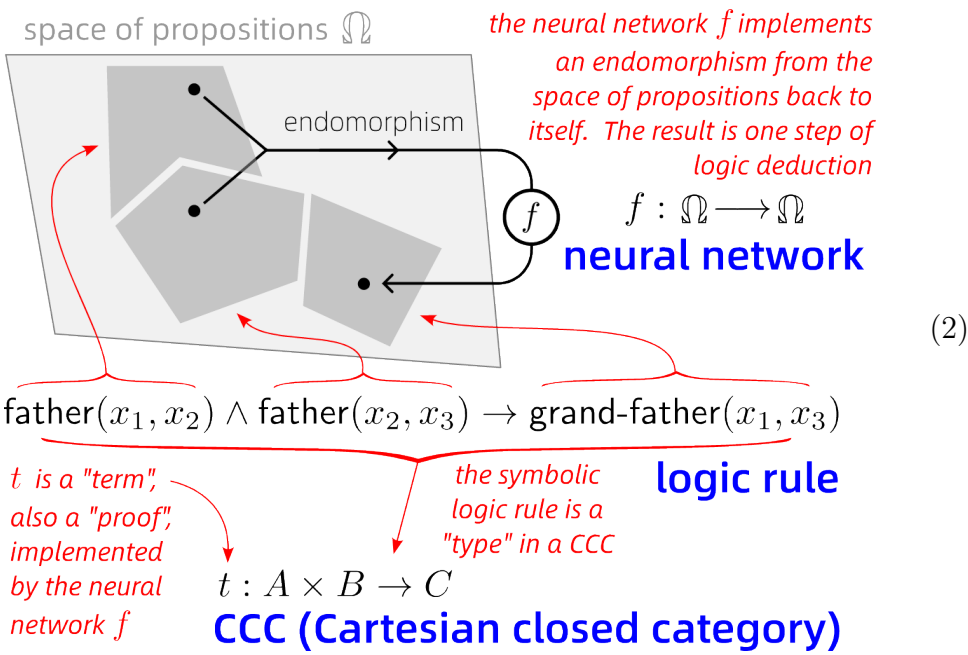 space of propositions Ω
the neural network f implements
an endomorphism from the
space of propositions back to
itself. The result is one step of
logic deduction
endomorphism
f
f : Ω ⟶ Ω
neural network
(2)
father(x₁, x₂) ∧ father(x₂, x₃) → grand-father(x₁, x₃)
logic rule
t is a "term",
also a "proof",
implemented
by the neural
network f
the symbolic
logic rule is a
"type" in a CCC
t : A × B → C
CCC (Cartesian closed category)